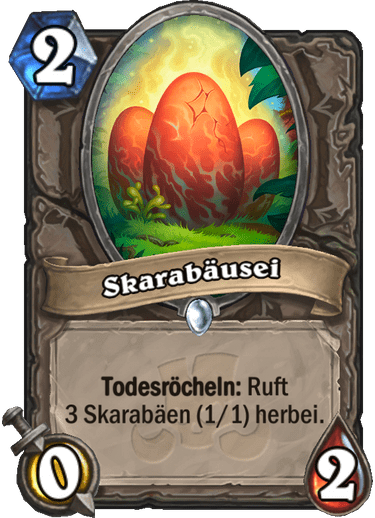 2
Skarabäusei
Todesröcheln: Ruft
3 Skarabäen (1/1) herbei.
0
2